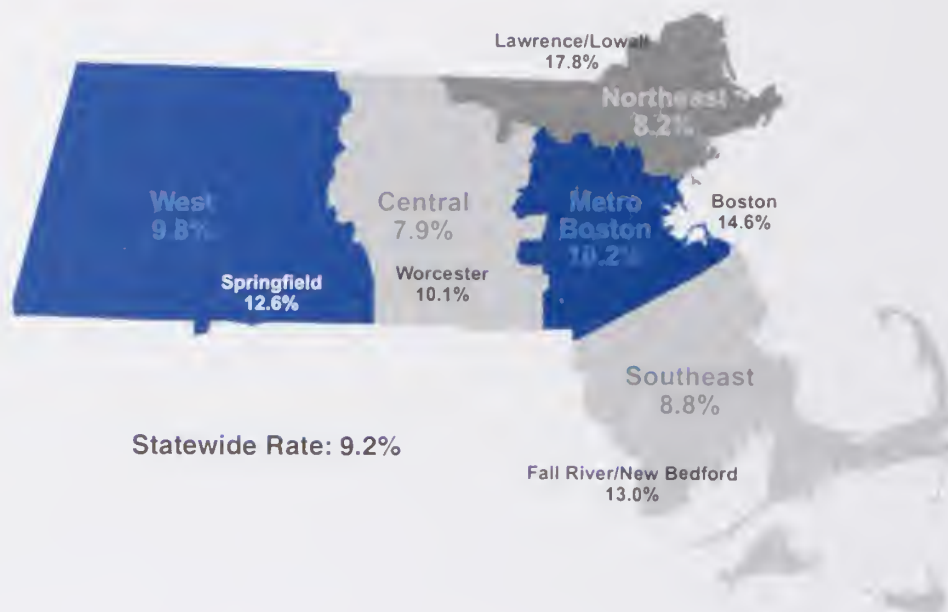 Lawrence/Lowell
17.8%
Northeast
8.2%
West
9.8%
Central
7.9%
Metro
Boston
10.2%
Boston
14.6%
Springfield
12.6%
Worcester
10.1%
Southeast
8.8%
Statewide Rate: 9.2%
Fall River/New Bedford
13.0%